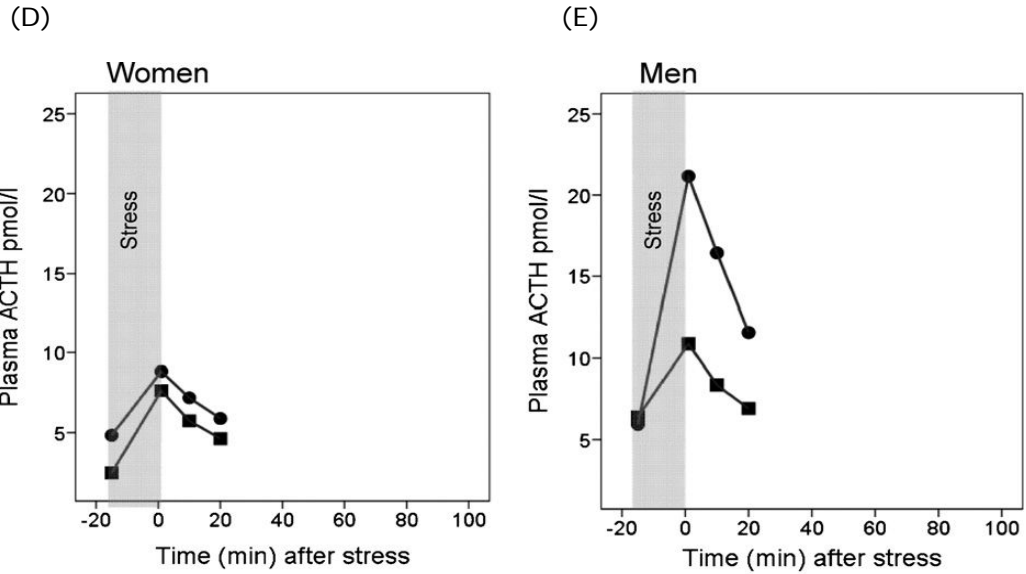 (D)
Women
25
20
15
10
5
Plasma ACTH pmol/l
Stress
-20 0 20 40 60 80 100
Time (min) after stress
(E)
Men
25
20
15
10
5
Plasma ACTH pmol/l
Stress
-20 0 20 40 60 80 100
Time (min) after stress